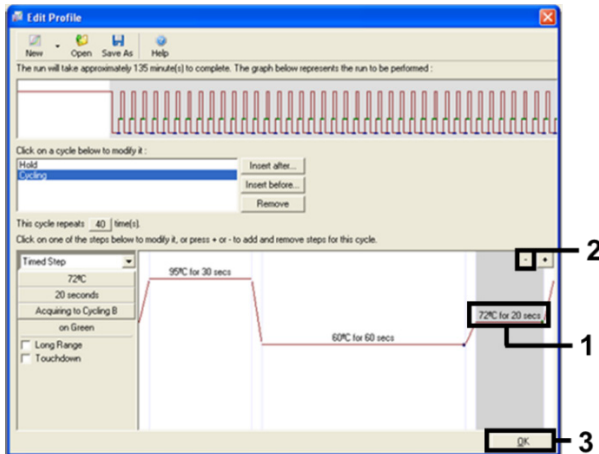 Edit Profile
New Open Save As Help
The run will take approximately 135 minute(s) to complete. The graph below represents the run to be performed :
Click on a cycle below to modify it :
Hold
Cycling
Insert after...
Insert before...
Remove
This cycle repeats 40 time(s).
Click on one of the steps below to modify it, or press + or - to add and remove steps for this cycle.
Timed Step
72ºC
20 seconds
Acquiring to Cycling B
on Green
Long Range
Touchdown
95ºC for 30 secs
60ºC for 60 secs
72ºC for 20 secs
- +
2
1
OK
3